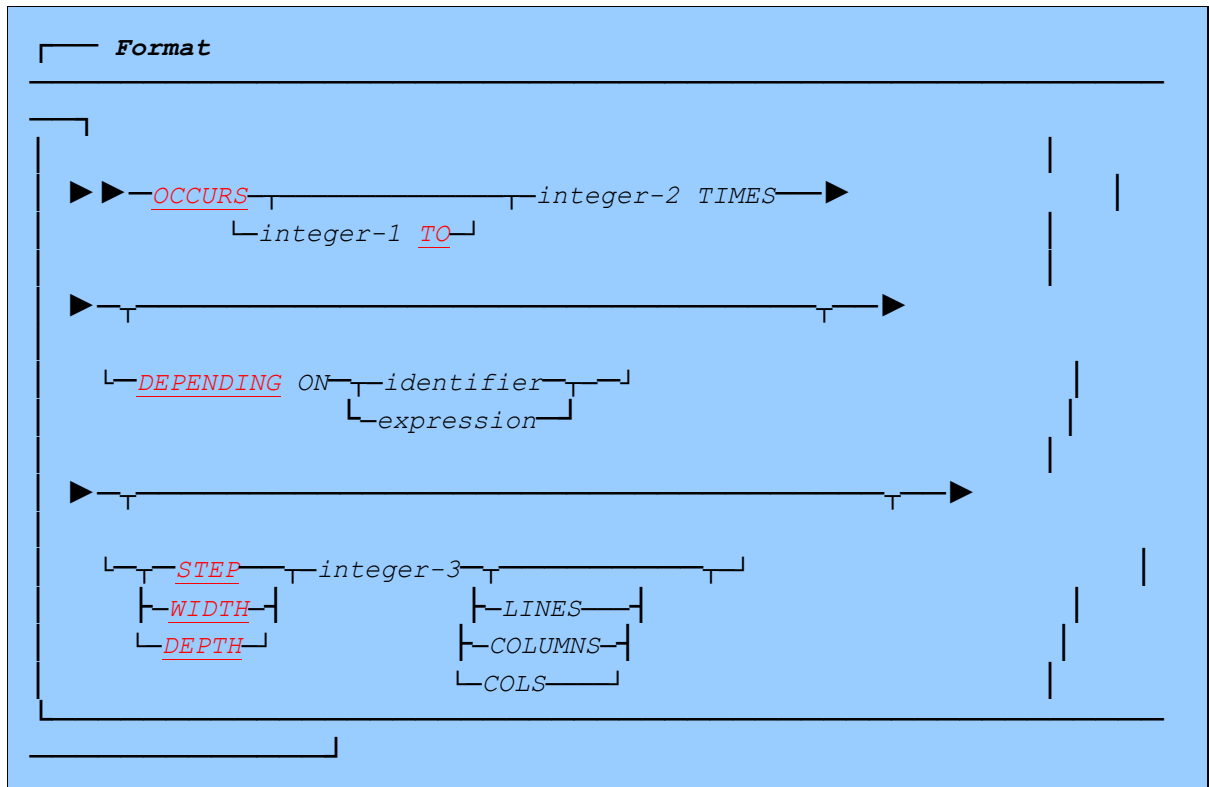 Format
OCCURS integer-2 TIMES
integer-1 TO
DEPENDING ON identifier
expression
STEP integer-3
WIDTH LINES
DEPTH COLUMNS
COLS